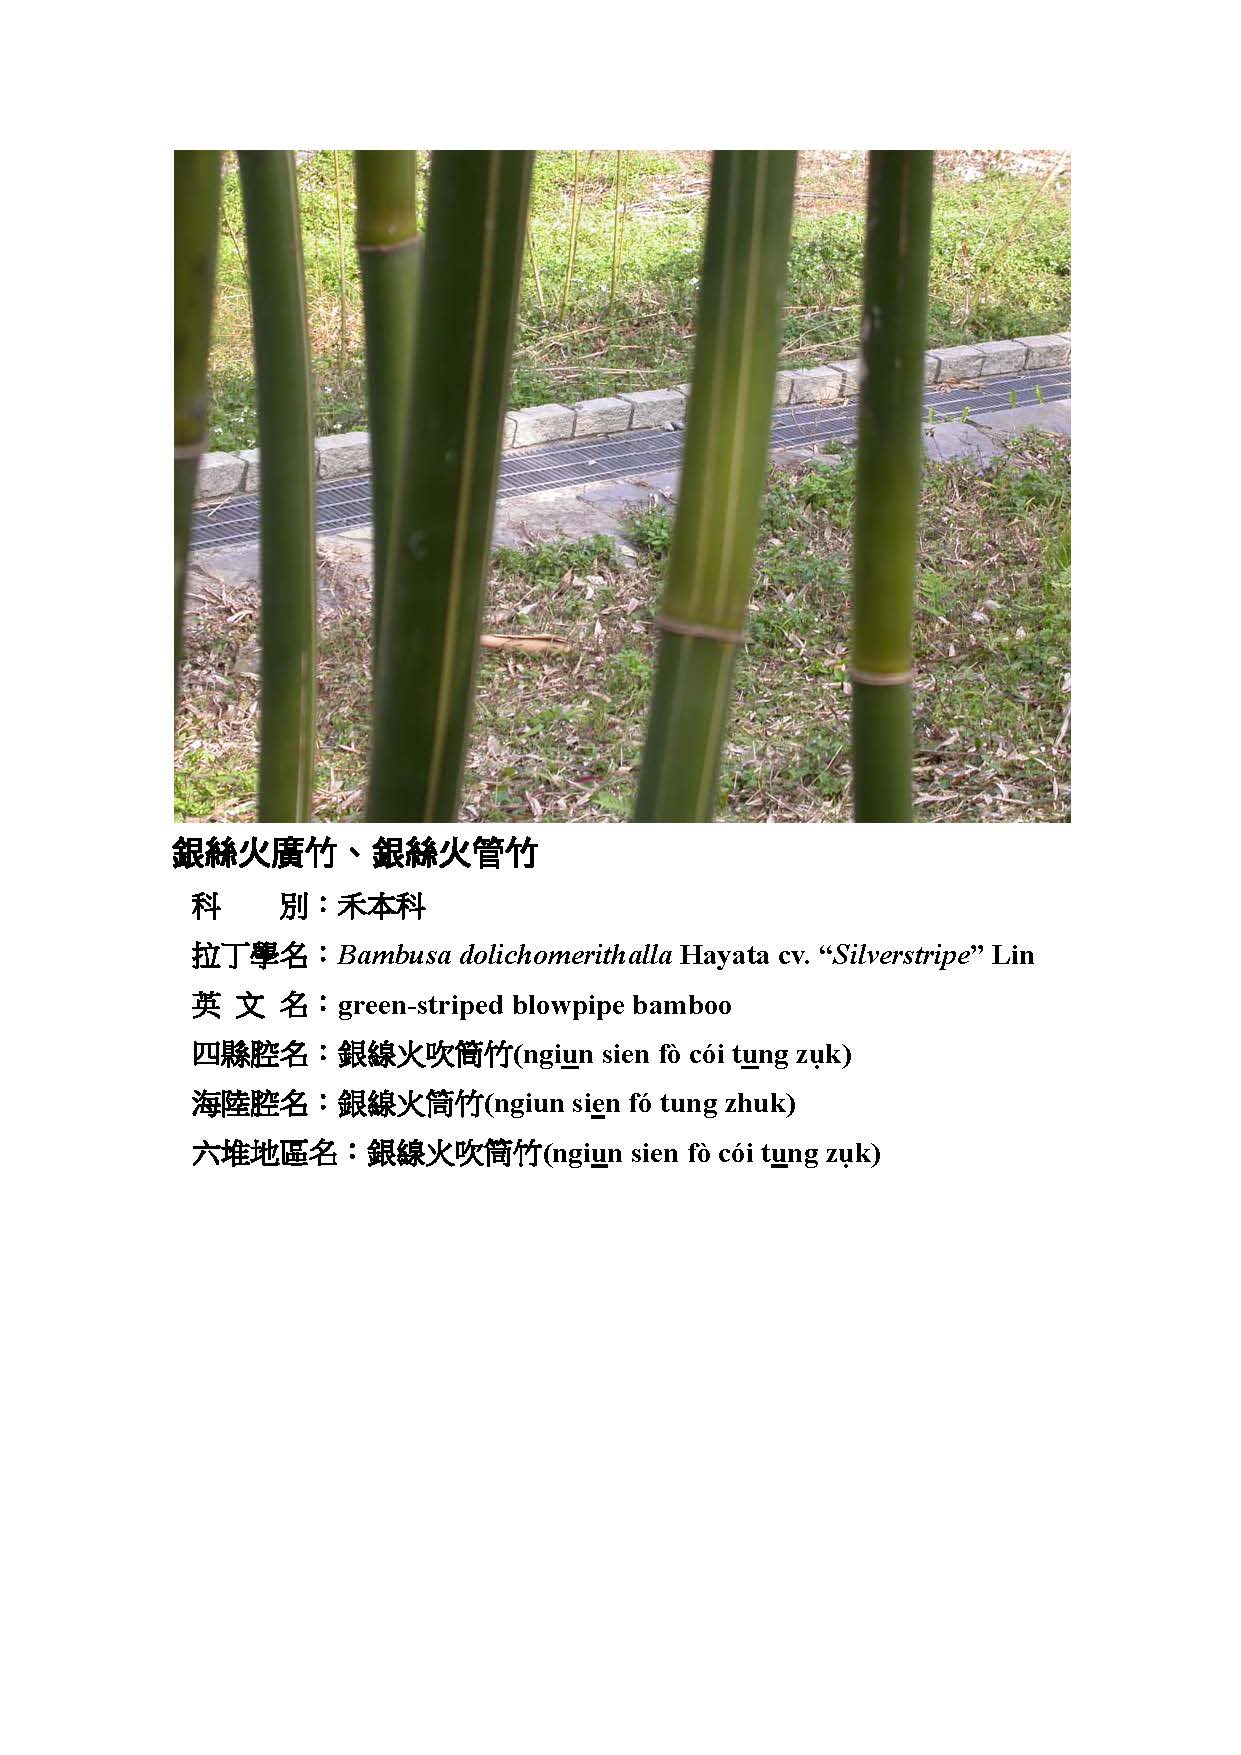 銀絲火廣竹、銀絲火管竹
科　　別：禾本科
拉丁學名：Bambusa dolichomerithalla Hayata cv. “Silverstripe” Lin
英 文 名：green-striped blowpipe bamboo
四縣腔名：銀線火吹筒竹(ngiu̲n sien fò cói tu̲ng zụk)
海陸腔名：銀線火筒竹(ngiun sie̲n fó tung zhuk)
六堆地區名：銀線火吹筒竹(ngiu̲n sien fò cói tu̲ng zụk)